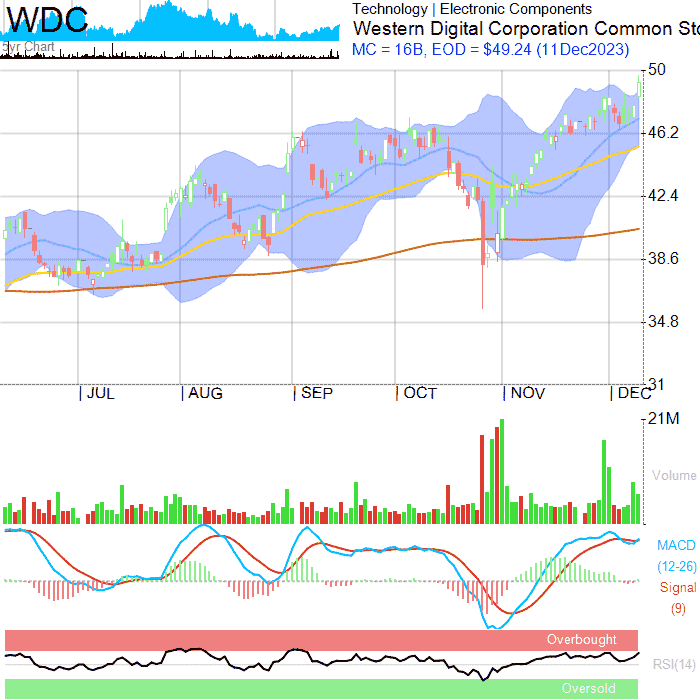 WDC
5yr Chart
Technology | Electronic Components
Western Digital Corporation Common Sto
MC = 16B, EOD = $49.24 (11Dec2023)
50
46.2
42.4
38.6
34.8
31
| JUL | AUG | SEP | OCT | NOV | DEC
21M
Volume
MACD
(12-26)
Signal
(9)
Overbought
RSI(14)
Oversold